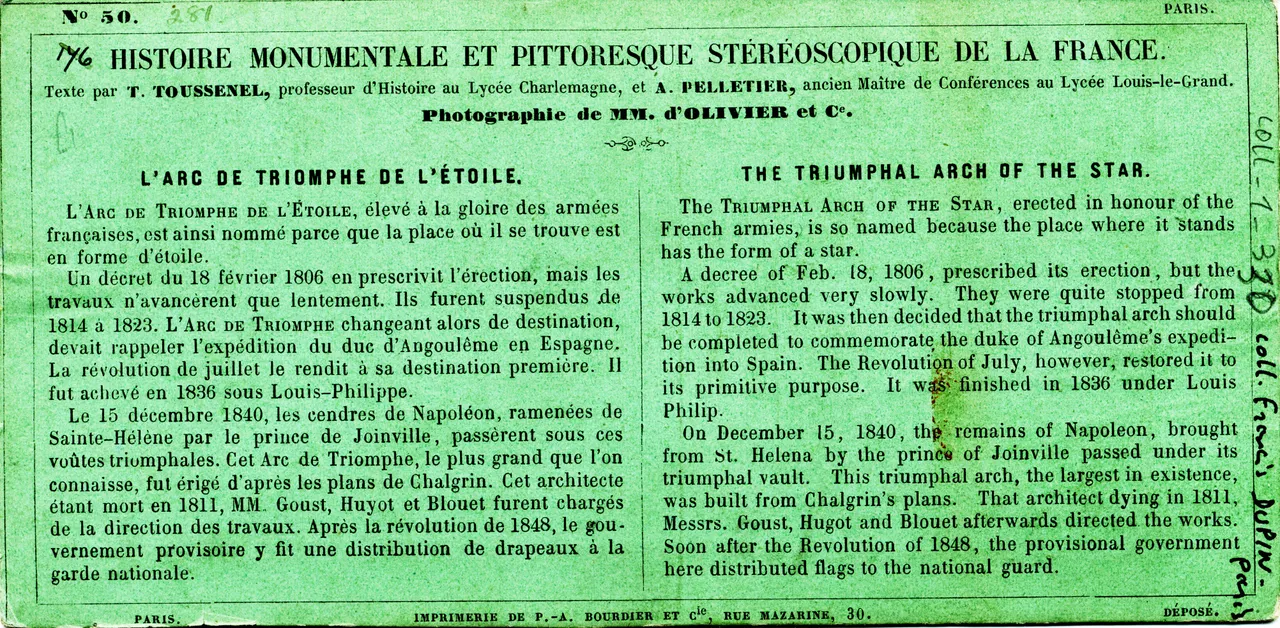 Nº 50. 281
PARIS.
176 HISTOIRE MONUMENTALE ET PITTORESQUE STÉRÉOSCOPIQUE DE LA FRANCE.
Texte par T. TOUSSENEL, professeur d'Histoire au Lycée Charlemagne, et A. PELLETIER, ancien Maître de Conférences au Lycée Louis-le-Grand.
Photographie de MM. d'OLIVIER et Cᵉ.
L'ARC DE TRIOMPHE DE L'ÉTOILE.
L'ARC DE TRIOMPHE DE L'ÉTOILE, élevé à la gloire des armées
françaises, est ainsi nommé parce que la place où il se trouve est
en forme d'étoile.
Un décret du 18 février 1806 en prescrivit l'érection, mais les
travaux n'avancèrent que lentement. Ils furent suspendus de
1814 à 1823. L'ARC DE TRIOMPHE changeant alors de destination,
devait rappeler l'expédition du duc d'Angoulême en Espagne.
La révolution de juillet le rendit à sa destination première. Il
fut achevé en 1836 sous Louis-Philippe.
Le 15 décembre 1840, les cendres de Napoléon, ramenées de
Sainte-Hélène par le prince de Joinville, passèrent sous ces
voûtes triomphales. Cet Arc de Triomphe, le plus grand que l'on
connaisse, fut érigé d'après les plans de Chalgrin. Cet architecte
étant mort en 1811, MM. Goust, Huyot et Blouet furent chargés
de la direction des travaux. Après la révolution de 1848, le gou-
vernement provisoire y fit une distribution de drapeaux à la
garde nationale.
THE TRIUMPHAL ARCH OF THE STAR.
The TRIUMPHAL ARCH OF THE STAR, erected in honour of the
French armies, is so named because the place where it stands
has the form of a star.
A decree of Feb. 18, 1806, prescribed its erection, but the
works advanced very slowly. They were quite stopped from
1814 to 1823. It was then decided that the triumphal arch should
be completed to commemorate the duke of Angoulême's expedi-
tion into Spain. The Revolution of July, however, restored it to
its primitive purpose. It was finished in 1836 under Louis
Philip.
On December 15, 1840, the remains of Napoleon, brought
from St. Helena by the prince of Joinville passed under its
triumphal vault. This triumphal arch, the largest in existence,
was built from Chalgrin's plans. That architect dying in 1811,
Messrs. Goust, Hugot and Blouet afterwards directed the works.
Soon after the Revolution of 1848, the provisional government
here distributed flags to the national guard.
PARIS.
IMPRIMERIE DE P.-A. BOURDIER ET Cⁱᵉ, RUE MAZARINE, 30.
DÉPOSÉ.
COLL - 1 - 330 coll. Francis DUPIN -
Paris